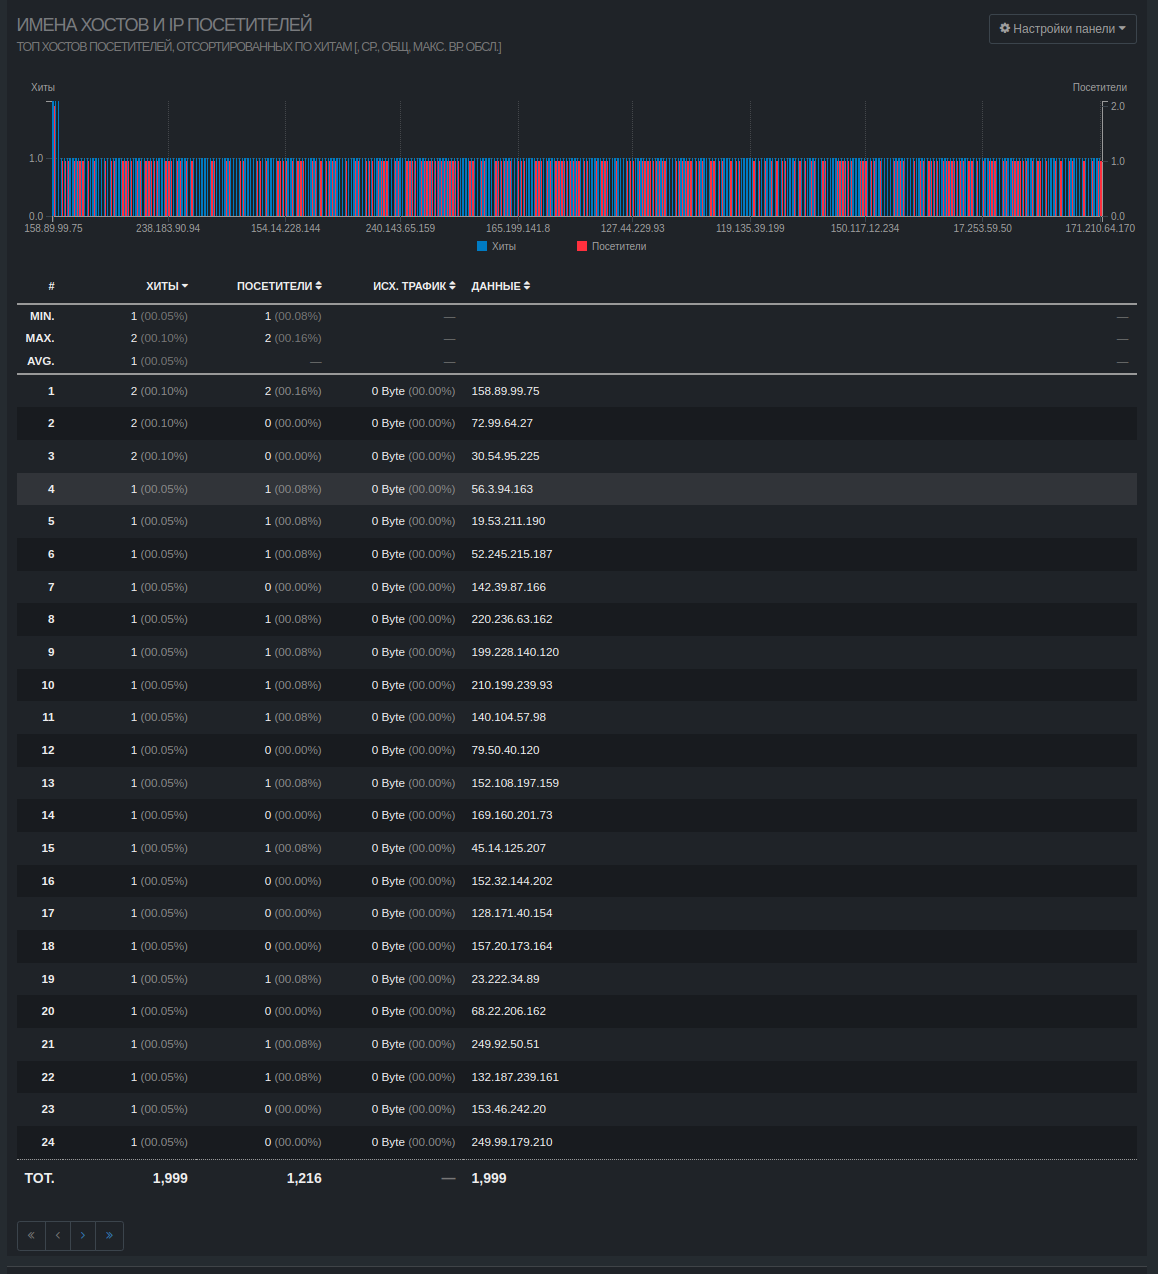 ИМЕНА ХОСТОВ И IP ПОСЕТИТЕЛЕЙ
Настройки панели
ТОП ХОСТОВ ПОСЕТИТЕЛЕЙ, ОТСОРТИРОВАННЫХ ПО ХИТАМ [, СР., ОБЩ, МАКС. ВР. ОБСЛ.]
Хиты Посетители
2.0
1.0 1.0
0.0 0.0
158.89.99.75 238.183.90.94 154.14.228.144 240.143.65.159 165.199.141.8 127.44.229.93 119.135.39.199 150.117.12.234 17.253.59.50 171.210.64.170
Хиты Посетители
# ХИТЫ ПОСЕТИТЕЛИ ИСХ. ТРАФИК ДАННЫЕ
MIN. 1 (00.05%) 1 (00.08%) — —
MAX. 2 (00.10%) 2 (00.16%) — —
AVG. 1 (00.05%) — — —
1 2 (00.10%) 2 (00.16%) 0 Byte (00.00%) 158.89.99.75
2 2 (00.10%) 0 (00.00%) 0 Byte (00.00%) 72.99.64.27
3 2 (00.10%) 0 (00.00%) 0 Byte (00.00%) 30.54.95.225
4 1 (00.05%) 1 (00.08%) 0 Byte (00.00%) 56.3.94.163
5 1 (00.05%) 1 (00.08%) 0 Byte (00.00%) 19.53.211.190
6 1 (00.05%) 1 (00.08%) 0 Byte (00.00%) 52.245.215.187
7 1 (00.05%) 0 (00.00%) 0 Byte (00.00%) 142.39.87.166
8 1 (00.05%) 1 (00.08%) 0 Byte (00.00%) 220.236.63.162
9 1 (00.05%) 1 (00.08%) 0 Byte (00.00%) 199.228.140.120
10 1 (00.05%) 1 (00.08%) 0 Byte (00.00%) 210.199.239.93
11 1 (00.05%) 1 (00.08%) 0 Byte (00.00%) 140.104.57.98
12 1 (00.05%) 0 (00.00%) 0 Byte (00.00%) 79.50.40.120
13 1 (00.05%) 1 (00.08%) 0 Byte (00.00%) 152.108.197.159
14 1 (00.05%) 0 (00.00%) 0 Byte (00.00%) 169.160.201.73
15 1 (00.05%) 1 (00.08%) 0 Byte (00.00%) 45.14.125.207
16 1 (00.05%) 0 (00.00%) 0 Byte (00.00%) 152.32.144.202
17 1 (00.05%) 0 (00.00%) 0 Byte (00.00%) 128.171.40.154
18 1 (00.05%) 0 (00.00%) 0 Byte (00.00%) 157.20.173.164
19 1 (00.05%) 1 (00.08%) 0 Byte (00.00%) 23.222.34.89
20 1 (00.05%) 0 (00.00%) 0 Byte (00.00%) 68.22.206.162
21 1 (00.05%) 1 (00.08%) 0 Byte (00.00%) 249.92.50.51
22 1 (00.05%) 1 (00.08%) 0 Byte (00.00%) 132.187.239.161
23 1 (00.05%) 0 (00.00%) 0 Byte (00.00%) 153.46.242.20
24 1 (00.05%) 0 (00.00%) 0 Byte (00.00%) 249.99.179.210
TOT. 1,999 1,216 — 1,999
« ‹ › »